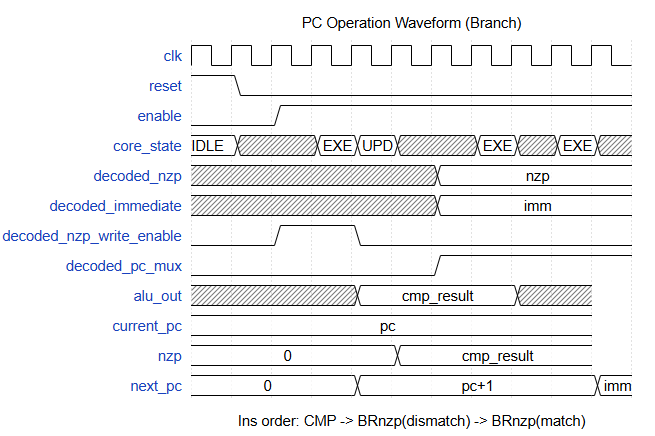 PC Operation Waveform (Branch)
clk
reset
enable
core_state IDLE EXE UPD EXE EXE
decoded_nzp nzp
decoded_immediate imm
decoded_nzp_write_enable
decoded_pc_mux
alu_out cmp_result
current_pc pc
nzp 0 cmp_result
next_pc 0 pc+1 imm
Ins order: CMP -> BRnzp(dismatch) -> BRnzp(match)